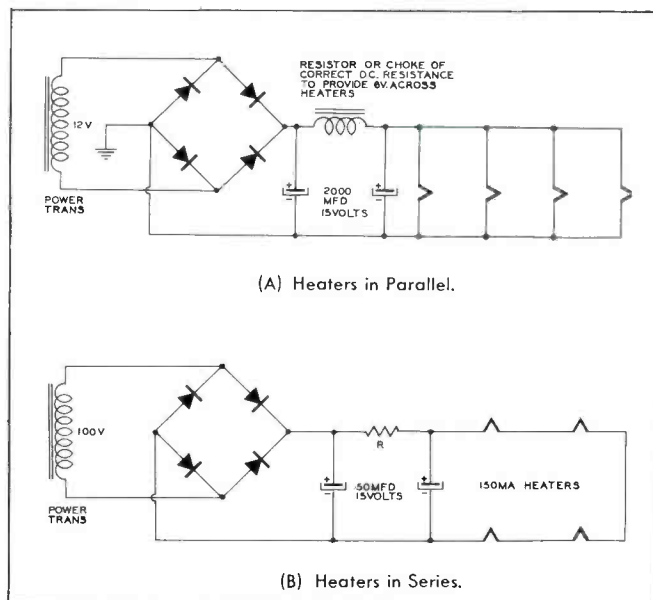 RESISTOR OR CHOKE OF
CORRECT D.C. RESISTANCE
TO PROVIDE 6V. ACROSS
HEATERS
12V
POWER
TRANS
+
-
2000
MFD
15VOLTS
+
-
(A) Heaters in Parallel.
100V
POWER
TRANS
R
+
-
50MFD
15VOLTS
+
-
150MA HEATERS
(B) Heaters in Series.